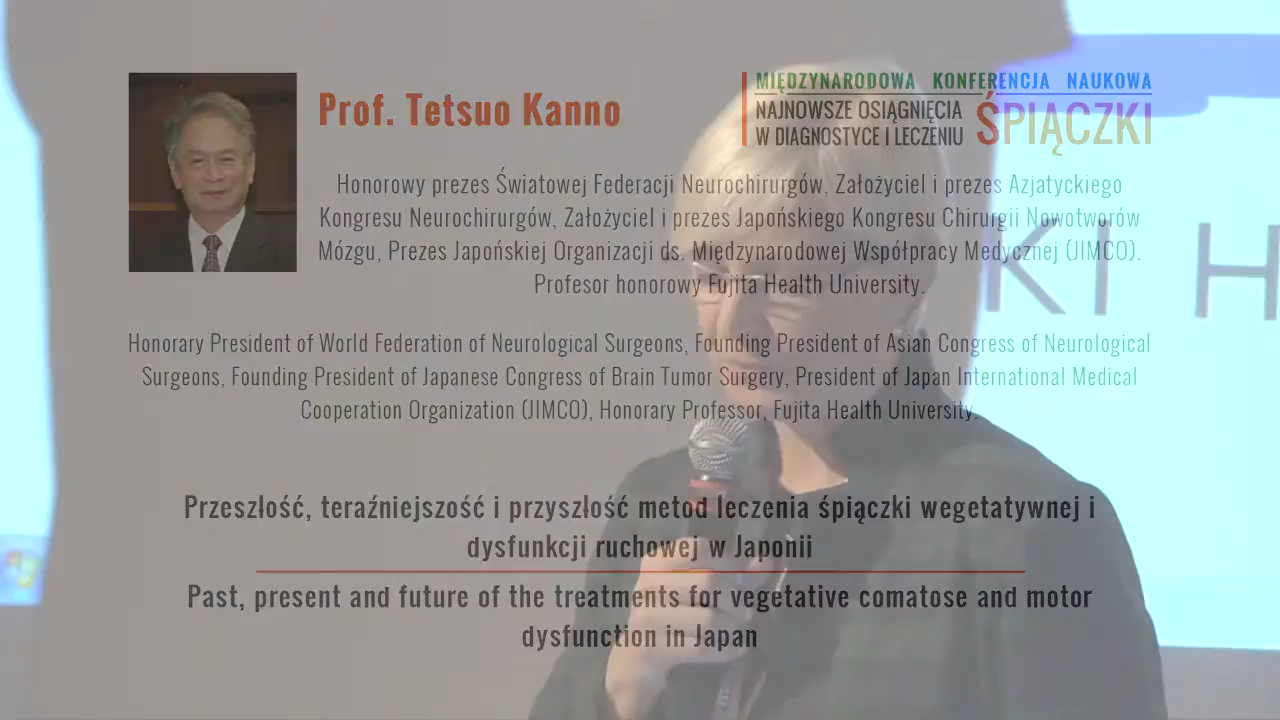 Prof. Tetsuo Kanno
MIĘDZYNARODOWA KONFERENCJA NAUKOWA
NAJNOWSZE OSIĄGNIĘCIA
W DIAGNOSTYCE I LECZENIU
ŚPIĄCZKI
Honorowy prezes Światowej Federacji Neurochirurgów, Założyciel i prezes Azjatyckiego
Kongresu Neurochirurgów, Założyciel i prezes Japońskiego Kongresu Chirurgii Nowotworów
Mózgu, Prezes Japońskiej Organizacji ds. Międzynarodowej Współpracy Medycznej (JIMCO).
Profesor honorowy Fujita Health University.
KI H
Honorary President of World Federation of Neurological Surgeons, Founding President of Asian Congress of Neurological
Surgeons, Founding President of Japanese Congress of Brain Tumor Surgery, President of Japan International Medical
Cooperation Organization (JIMCO), Honorary Professor, Fujita Health University.
Przeszłość, teraźniejszość i przyszłość metod leczenia śpiączki wegetatywnej i
dysfunkcji ruchowej w Japonii
Past, present and future of the treatments for vegetative comatose and motor
dysfunction in Japan